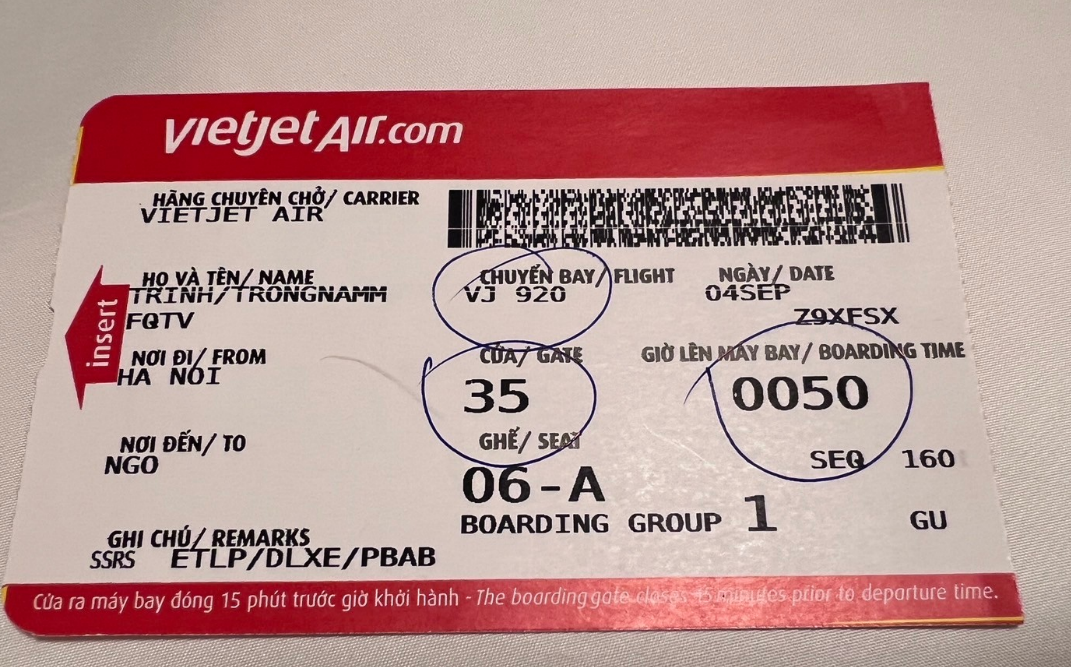 vietjetAir.com
HÃNG CHUYÊN CHỞ/ CARRIER
VIETJET AIR
HỌ VÀ TÊN/ NAME
TRINH/TRONGNAMM
FQTV
CHUYẾN BAY/ FLIGHT
VJ 920
NGÀY/ DATE
04SEP
Z9XFSX
insert
NƠI ĐI/ FROM
HA NOI
CỬA/ GATE
35
GIỜ LÊN MÁY BAY/ BOARDING TIME
0050
NƠI ĐẾN/ TO
NGO
GHẾ/ SEAT
06-A
SEQ 160
BOARDING GROUP 1
GU
GHI CHÚ/ REMARKS
SSRS ETLP/DLXE/PBAB
Cửa ra máy bay đóng 15 phút trước giờ khởi hành - The boarding gate closes 15 minutes prior to departure time.